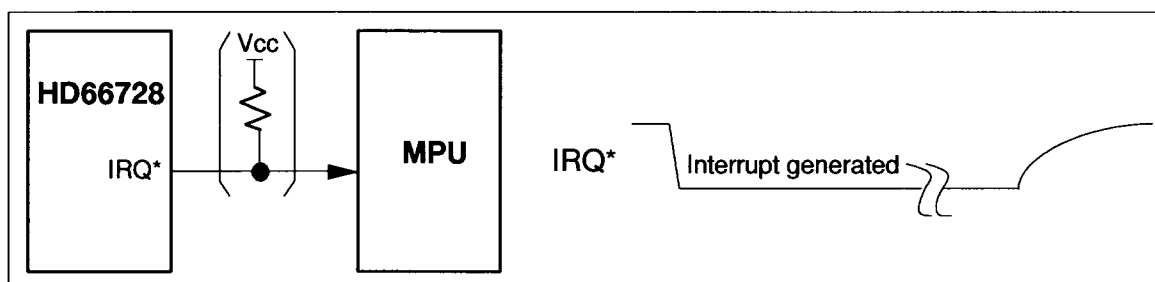 Vcc
HD66728
MPU
IRQ*
IRQ*
Interrupt generated